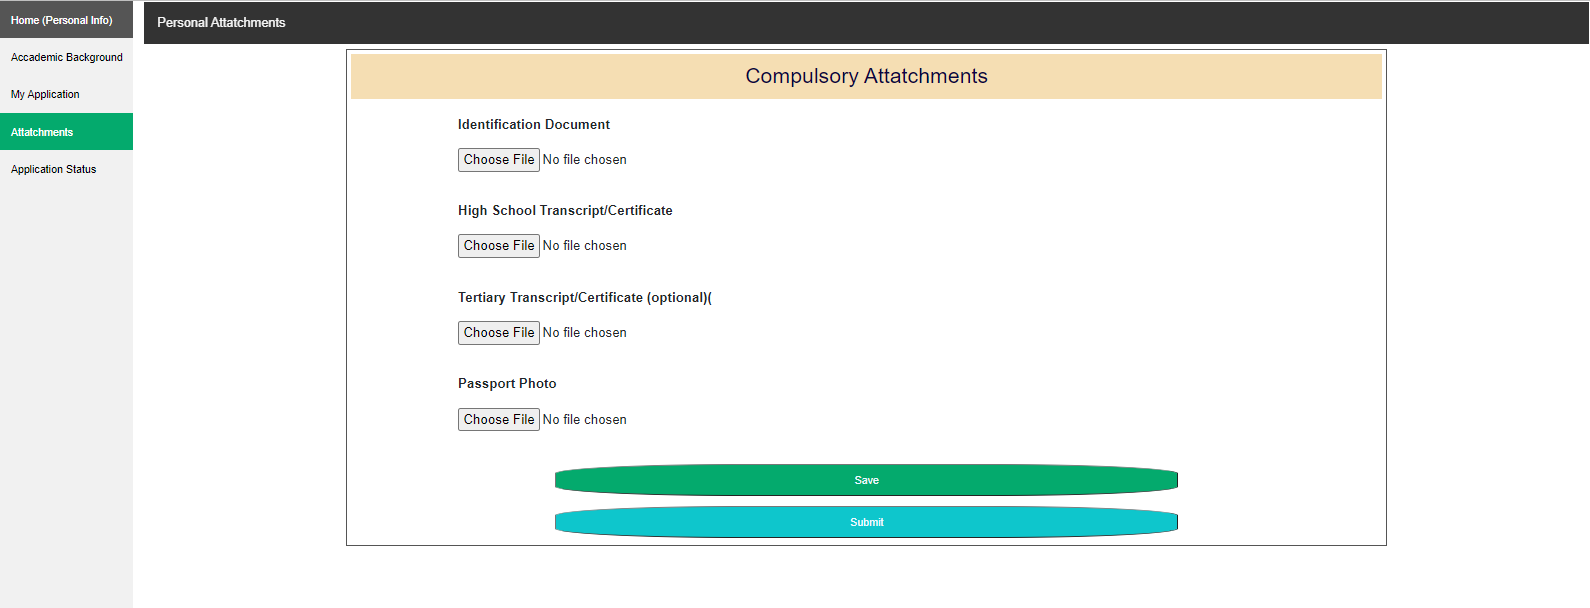 Home (Personal Info)
Accademic Background
My Application
Attatchments
Application Status
Personal Attatchments
Compulsory Attatchments
Identification Document
Choose File No file chosen
High School Transcript/Certificate
Choose File No file chosen
Tertiary Transcript/Certificate (optional)(
Choose File No file chosen
Passport Photo
Choose File No file chosen
Save
Submit